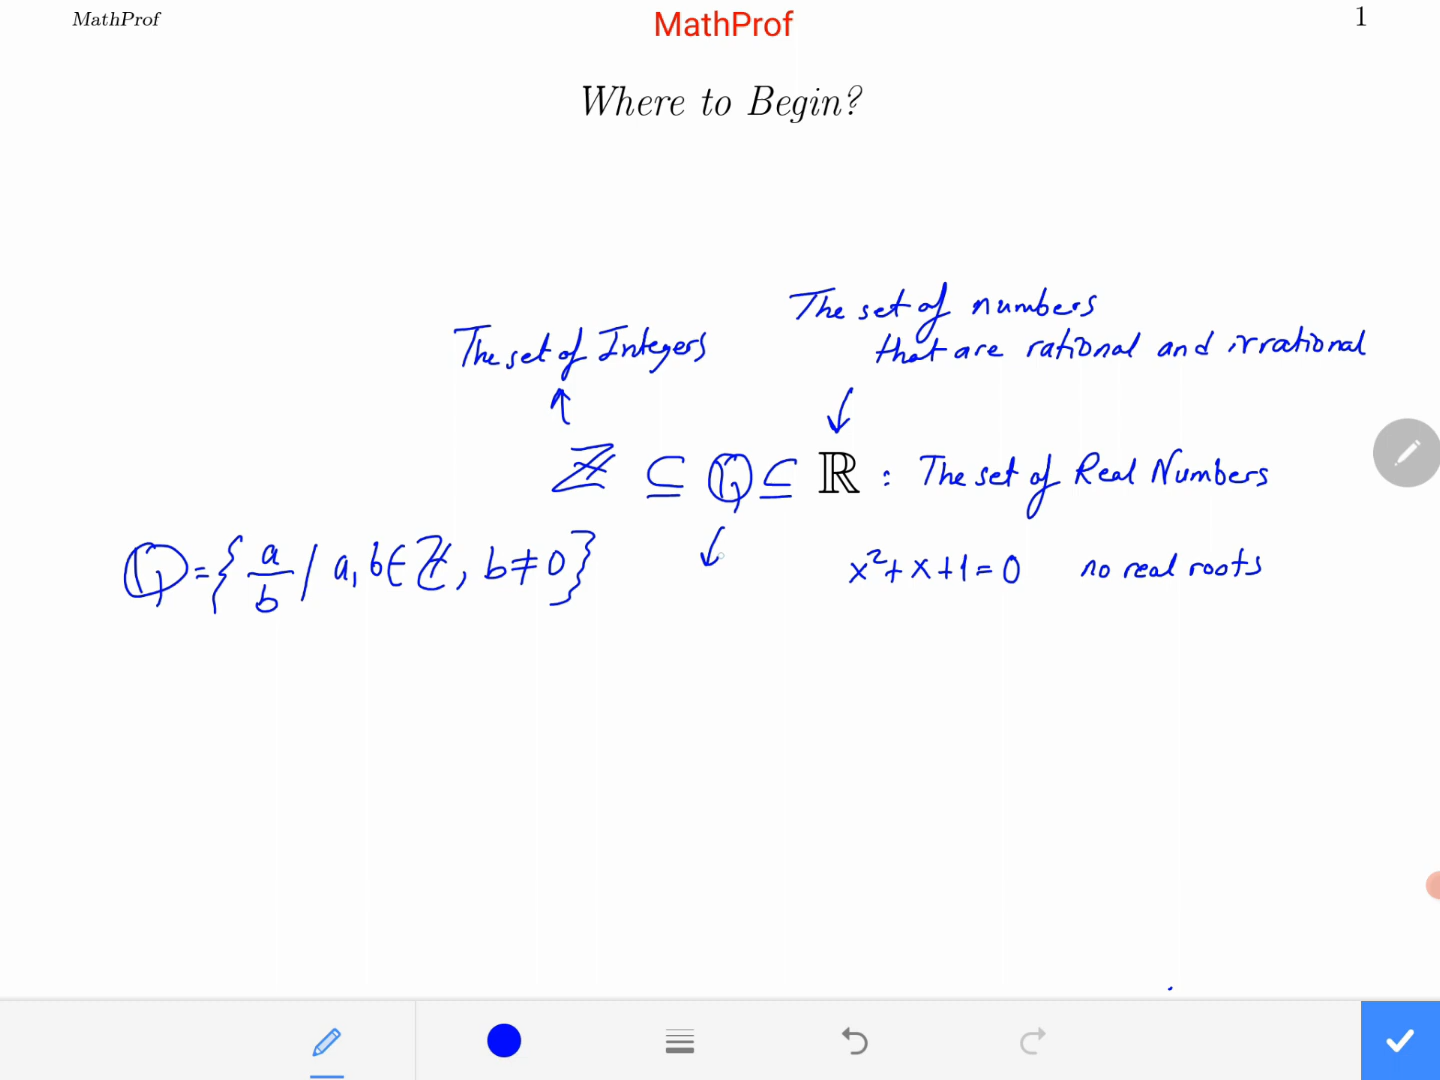 MathProf MathProf 1
Where to Begin?
The set of numbers
that are rational and irrational
The set of Integers
↑ ↓
ℤ ⊆ ℚ ⊆ ℝ : The set of Real Numbers
↓
ℚ = { a/b / a, b ∈ ℤ, b ≠ 0 }
x² + x + 1 = 0 no real roots